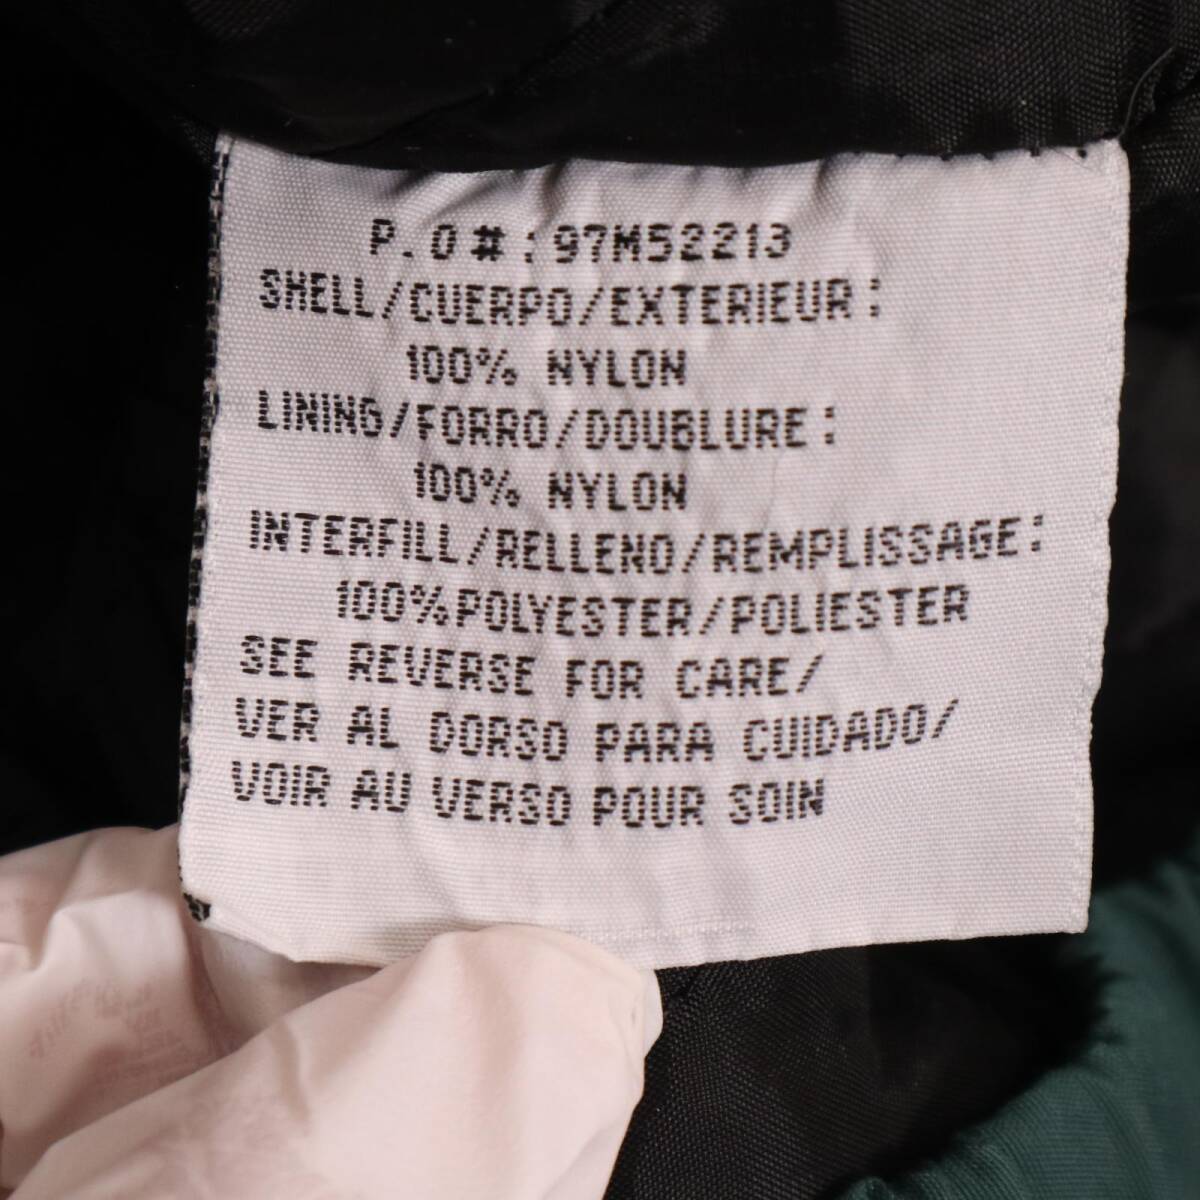 P.O#:97M52213
SHELL/CUERPO/EXTERIEUR:
100% NYLON
LINING/FORRO/DOUBLURE:
100% NYLON
INTERFILL/RELLENO/REMPLISSAGE:
100%POLYESTER/POLIESTER
SEE REVERSE FOR CARE/
VER AL DORSO PARA CUIDADO/
VOIR AU VERSO POUR SOIN